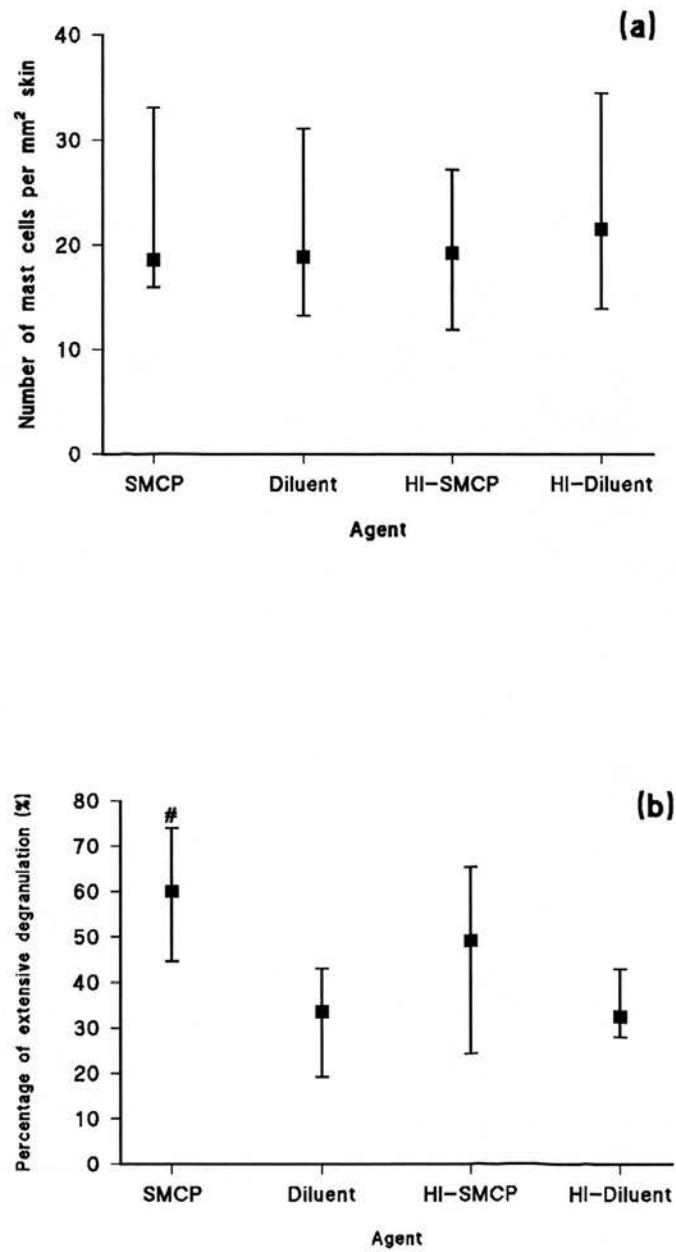 (a)
Number of mast cells per mm² skin
40
30
20
10
0
SMCP Diluent HI-SMCP HI-Diluent
Agent
(b)
Percentage of extensive degranulation (%)
80
70
60
50
40
30
20
10
0
#
SMCP Diluent HI-SMCP HI-Diluent
Agent